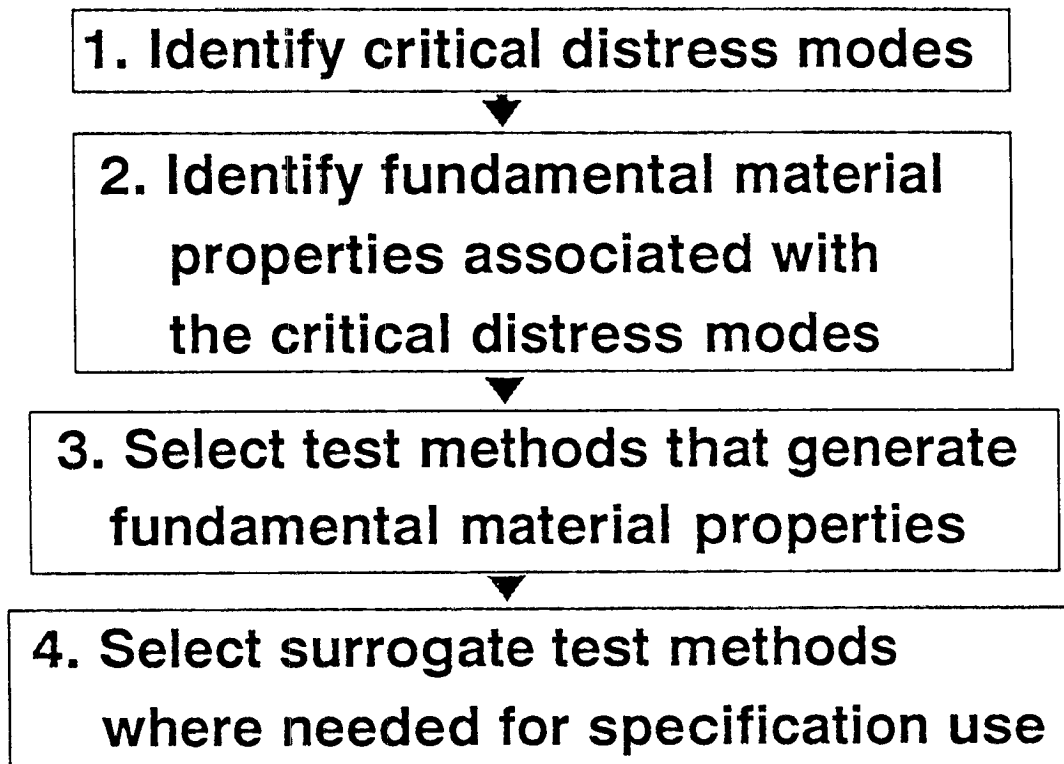 1. Identify critical distress modes
2. Identify fundamental material
properties associated with
the critical distress modes
3. Select test methods that generate
fundamental material properties
4. Select surrogate test methods
where needed for specification use